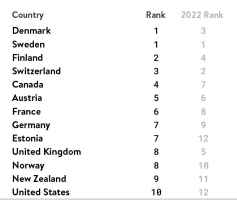 Country Rank 2022 Rank
Denmark 1 3
Sweden 1 1
Finland 2 4
Switzerland 3 2
Canada 4 7
Austria 5 6
France 6 8
Germany 7 9
Estonia 7 12
United Kingdom 8 5
Norway 8 10
New Zealand 9 11
United States 10 12